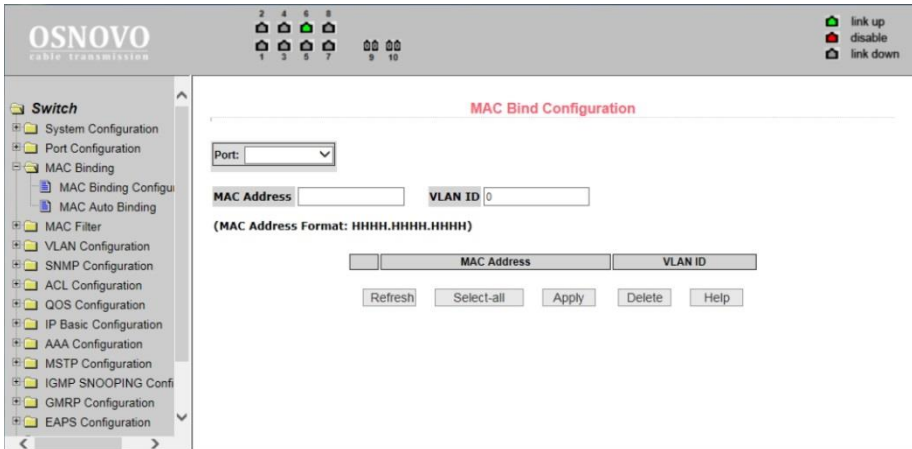 OSNOVO
cable transmission
2 4 6 8
1 3 5 7 9 10
link up
disable
link down
Switch
System Configuration
Port Configuration
MAC Binding
MAC Binding Configu
MAC Auto Binding
MAC Filter
VLAN Configuration
SNMP Configuration
ACL Configuration
QOS Configuration
IP Basic Configuration
AAA Configuration
MSTP Configuration
IGMP SNOOPING Confi
GMRP Configuration
EAPS Configuration
MAC Bind Configuration
Port:
MAC Address VLAN ID 0
(MAC Address Format: HHHH.HHHH.HHHH)
MAC Address VLAN ID
Refresh Select-all Apply Delete Help